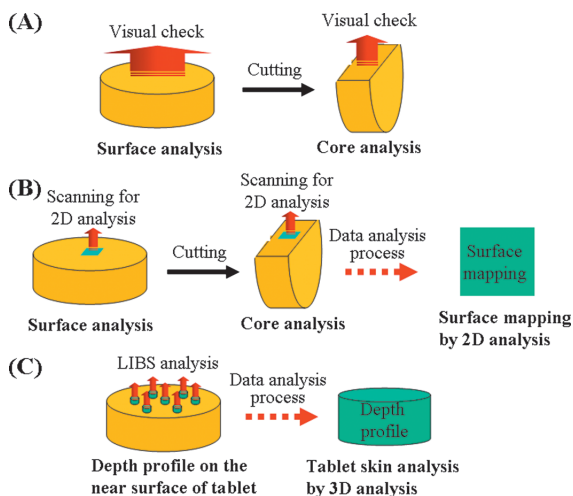 (A)
Visual check
Visual check
Cutting
Surface analysis
Core analysis
(B)
Scanning for
2D analysis
Scanning for
2D analysis
Cutting
Data analysis
process
Surface
mapping
Surface analysis
Core analysis
Surface mapping
by 2D analysis
(C)
LIBS analysis
Data analysis
process
Depth
profile
Depth profile on the
near surface of tablet
Tablet skin analysis
by 3D analysis